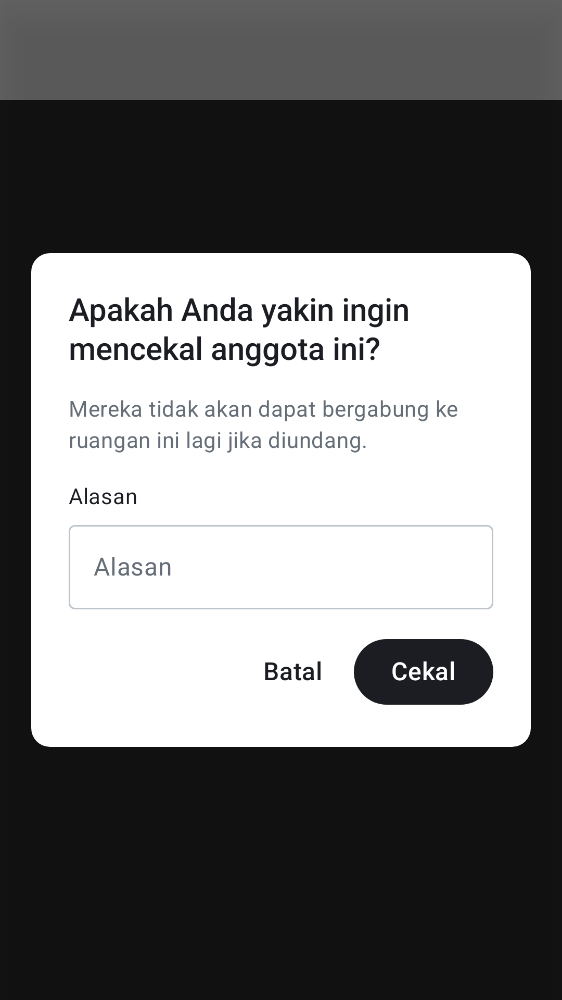 Apakah Anda yakin ingin
mencekal anggota ini?
Mereka tidak akan dapat bergabung ke
ruangan ini lagi jika diundang.
Alasan
Alasan
Batal
Cekal